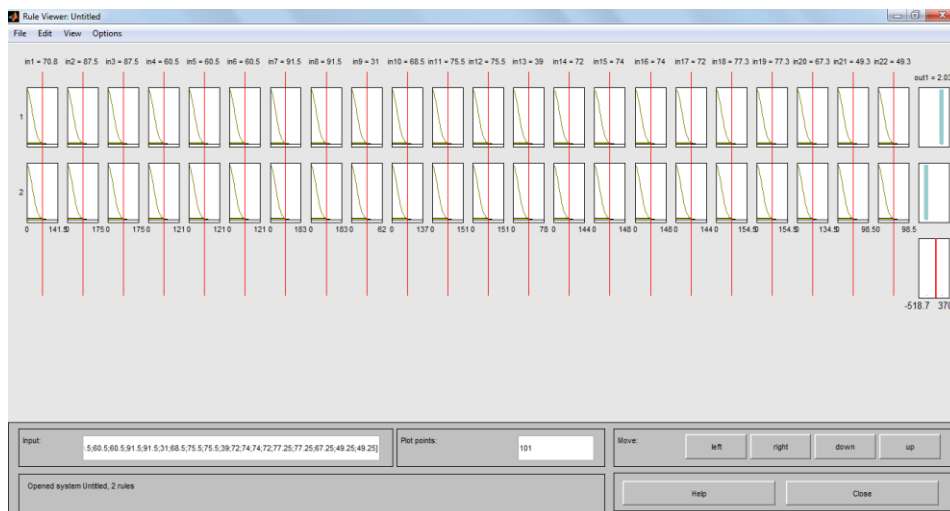 Rule Viewer: Untitled
File Edit View Options
in1 = 70.8 in2 = 87.5 in3 = 87.5 in4 = 60.5 in5 = 60.5 in6 = 60.5 in7 = 91.5 in8 = 91.5 in9 = 31 in10 = 68.5 in11 = 75.5 in12 = 75.5 in13 = 39 in14 = 72 in15 = 74 in16 = 74 in17 = 72 in18 = 77.3 in19 = 77.3 in20 = 67.3 in21 = 49.3 in22 = 49.3
out1 = 2.03
1
2
0 141.5 0 175 0 175 0 121 0 121 0 121 0 183 0 183 0 62 0 137 0 151 0 151 0 78 0 144 0 148 0 148 0 144 0 154.5 0 154.5 0 134.5 0 98.5 0 98.5
-518.7 370
Input: .5;60.5;60.5;91.5;91.5;31;68.5;75.5;75.5;39;72;74;74;72;77.25;77.25;67.25;49.25;49.25] Plot points: 101 Move: left right down up
Opened system Untitled, 2 rules
Help Close